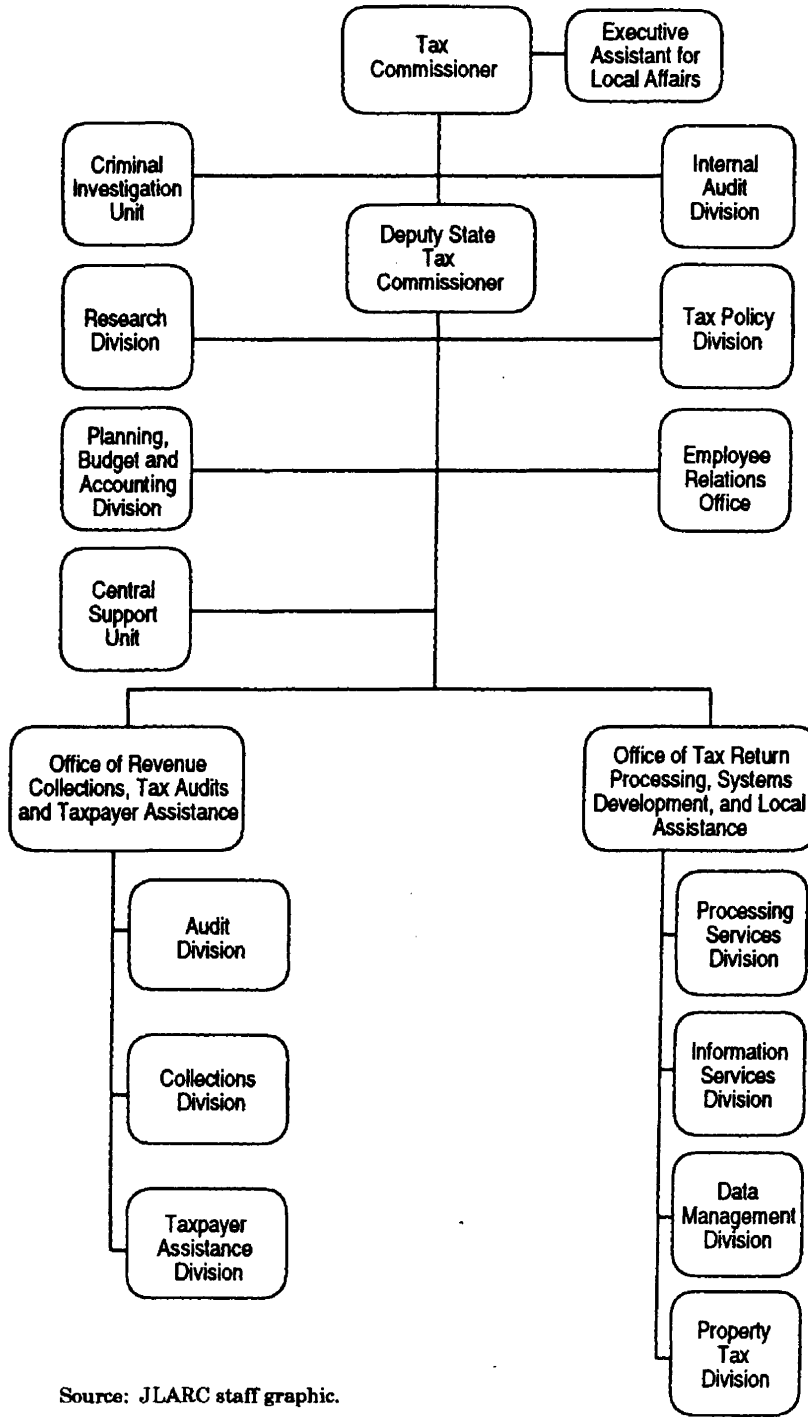 Tax
Commissioner
Executive
Assistant for
Local Affairs
Criminal
Investigation
Unit
Internal
Audit
Division
Deputy State
Tax
Commissioner
Research
Division
Tax Policy
Division
Planning,
Budget and
Accounting
Division
Employee
Relations
Office
Central
Support
Unit
Office of Revenue
Collections, Tax Audits
and Taxpayer Assistance
Office of Tax Return
Processing, Systems
Development, and Local
Assistance
Audit
Division
Collections
Division
Taxpayer
Assistance
Division
Processing
Services
Division
Information
Services
Division
Data
Management
Division
Property
Tax
Division
Source: JLARC staff graphic.